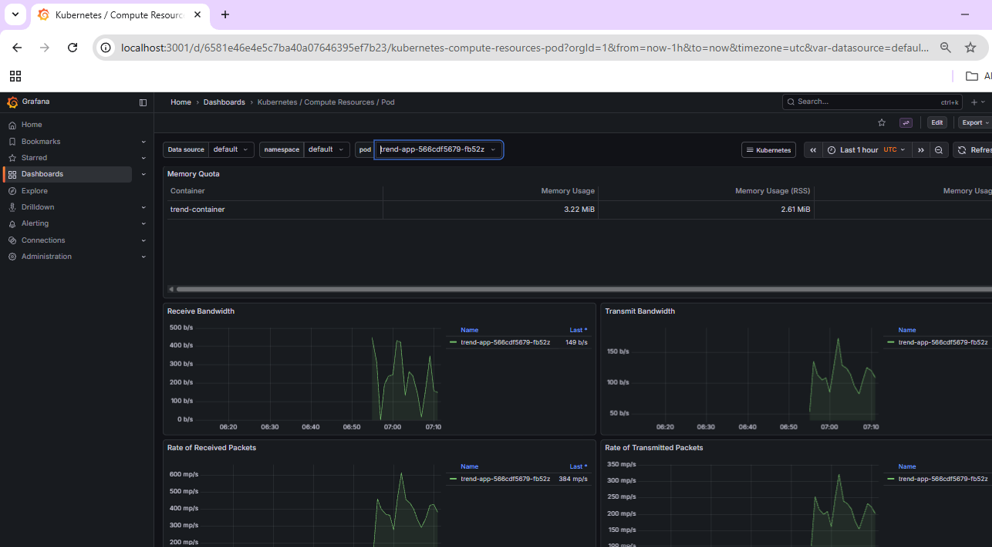 Kubernetes / Compute Resourc
localhost:3001/d/6581e46e4e5c7ba40a07646395ef7b23/kubernetes-compute-resources-pod?orgId=1&from=now-1h&to=now&timezone=utc&var-datasource=defaul...
Al
Grafana
Home › Dashboards › Kubernetes / Compute Resources / Pod
Search... ctrl+k
Edit Export
Home
Bookmarks
Starred
Dashboards
Explore
Drilldown
Alerting
Connections
Administration
Data source default namespace default pod trend-app-566cdf5679-fb52z
Kubernetes Last 1 hour UTC Refres
Memory Quota
Container Memory Usage Memory Usage (RSS) Memory Usag
trend-container 3.22 MiB 2.61 MiB
Receive Bandwidth
Name Last *
trend-app-566cdf5679-fb52z 149 b/s
500 b/s
400 b/s
300 b/s
200 b/s
100 b/s
0 b/s
06:20 06:30 06:40 06:50 07:00 07:10
Transmit Bandwidth
Name
trend-app-566cdf5679-fb52z
150 b/s
100 b/s
50 b/s
06:20 06:30 06:40 06:50 07:00 07:10
Rate of Received Packets
Name Last *
trend-app-566cdf5679-fb52z 384 mp/s
600 mp/s
500 mp/s
400 mp/s
300 mp/s
200 mp/s
Rate of Transmitted Packets
Name
trend-app-566cdf5679-fb52z
350 mp/s
300 mp/s
250 mp/s
200 mp/s
150 mp/s
100 mp/s